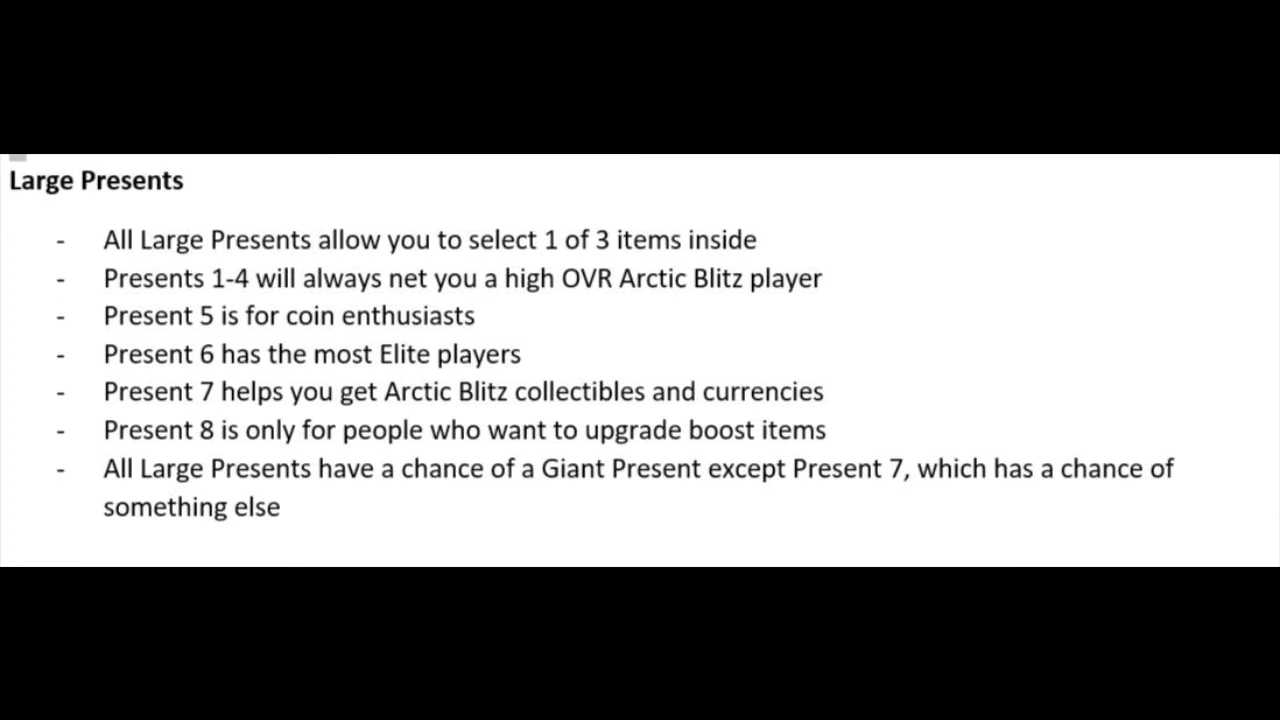 Large Presents
- All Large Presents allow you to select 1 of 3 items inside
- Presents 1-4 will always net you a high OVR Arctic Blitz player
- Present 5 is for coin enthusiasts
- Present 6 has the most Elite players
- Present 7 helps you get Arctic Blitz collectibles and currencies
- Present 8 is only for people who want to upgrade boost items
- All Large Presents have a chance of a Giant Present except Present 7, which has a chance of
something else